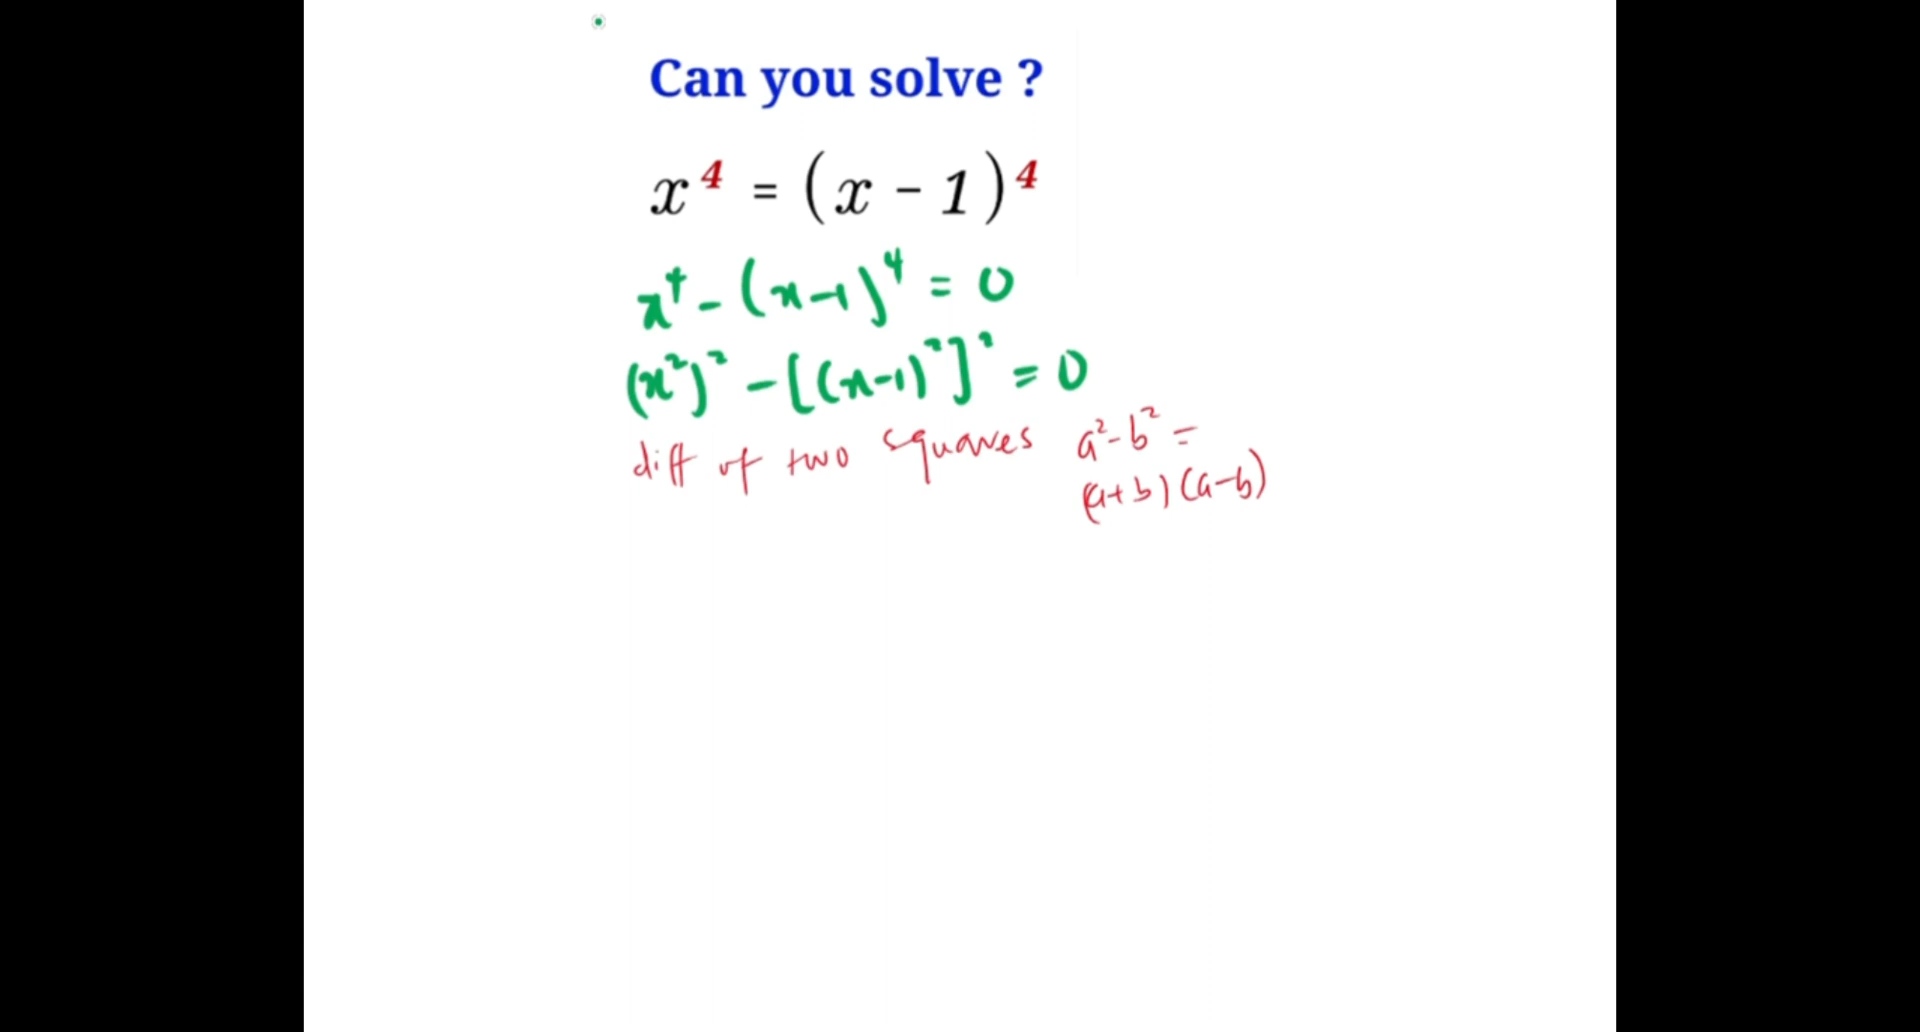 Can you solve ?
x⁴ = (x − 1)⁴
x⁴ - (x-1)⁴ = 0
(x²)² - [(x-1)²]² = 0
diff of two squares a²-b² =
(a+b)(a-b)